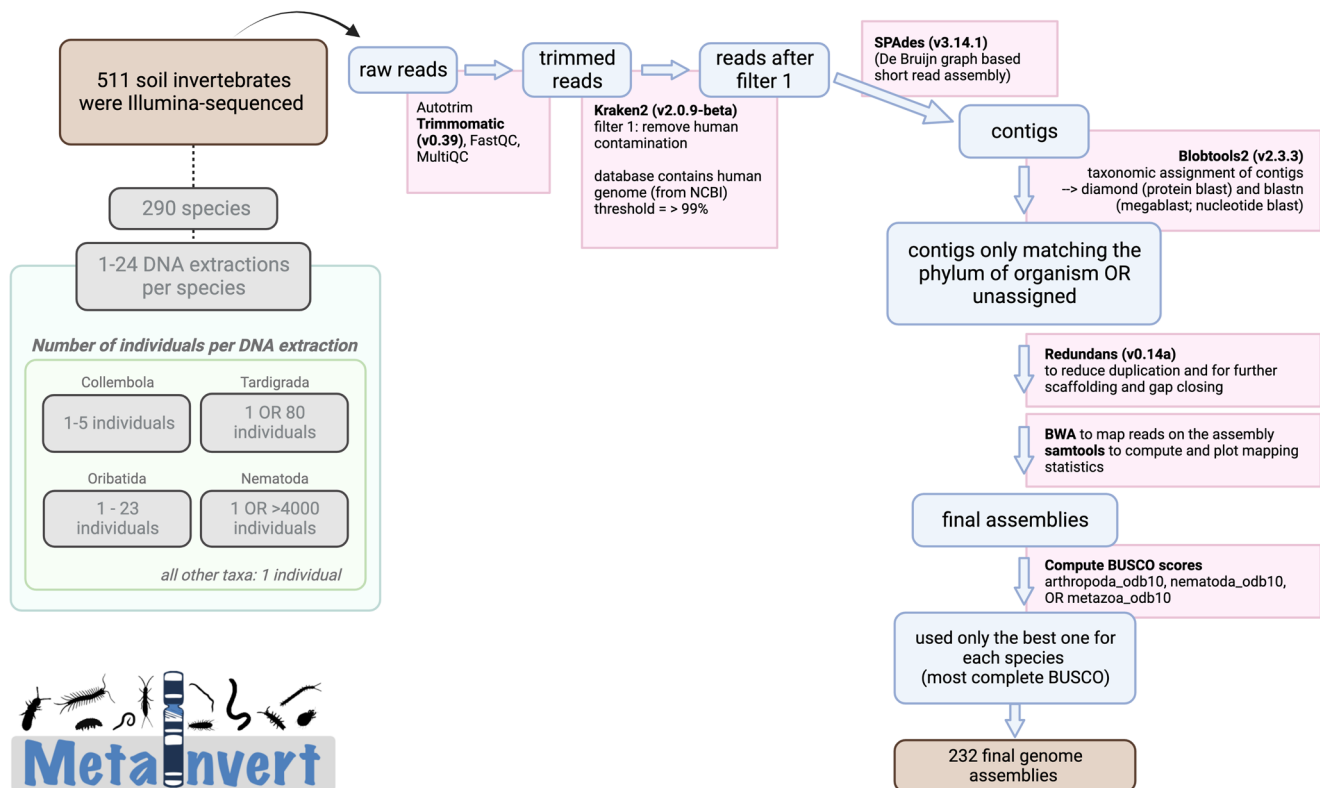 511 soil invertebrates
were Illumina-sequenced
290 species
1-24 DNA extractions
per species
Number of individuals per DNA extraction
Collembola
1-5 individuals
Tardigrada
1 OR 80
individuals
Oribatida
1 - 23
individuals
Nematoda
1 OR >4000
individuals
all other taxa: 1 individual
raw reads
Autotrim
Trimmomatic
(v0.39), FastQC,
MultiQC
trimmed
reads
Kraken2 (v2.0.9-beta)
filter 1: remove human
contamination
database contains human
genome (from NCBI)
threshold = > 99%
reads after
filter 1
SPAdes (v3.14.1)
(De Bruijn graph based
short read assembly)
contigs
Blobtools2 (v2.3.3)
taxonomic assignment of contigs
--> diamond (protein blast) and blastn
(megablast; nucleotide blast)
contigs only matching the
phylum of organism OR
unassigned
Redundans (v0.14a)
to reduce duplication and for further
scaffolding and gap closing
BWA to map reads on the assembly
samtools to compute and plot mapping
statistics
final assemblies
Compute BUSCO scores
arthropoda_odb10, nematoda_odb10,
OR metazoa_odb10
used only the best one for
each species
(most complete BUSCO)
232 final genome
assemblies
MetaInvert